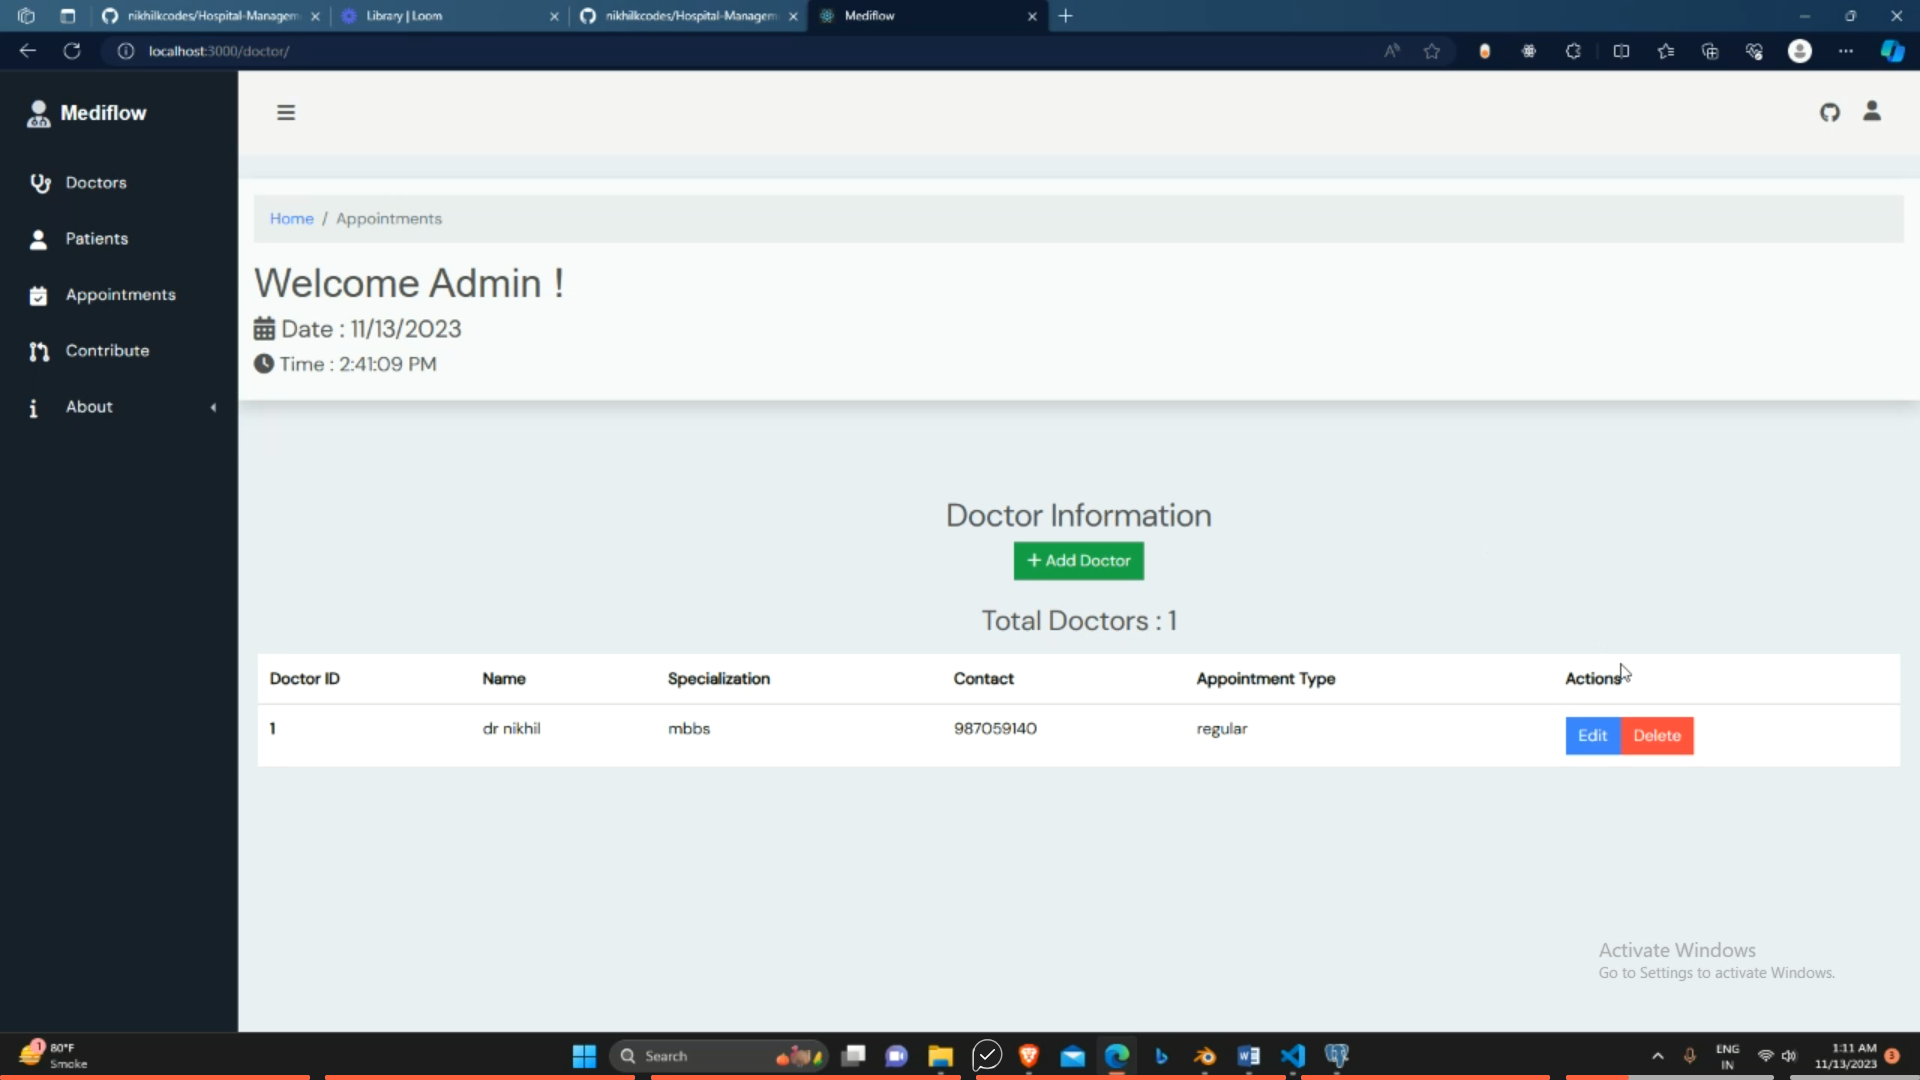 nikhilkcodes/Hospital-Managem
Library | Loom
nikhilkcodes/Hospital-Managem
Mediflow
localhost:3000/doctor/
Mediflow
Doctors
Patients
Appointments
Contribute
About
Home / Appointments
Welcome Admin !
Date : 11/13/2023
Time : 2:41:09 PM
Doctor Information
+ Add Doctor
Total Doctors : 1
Doctor ID Name Specialization Contact Appointment Type Actions
1 dr nikhil mbbs 987059140 regular Edit Delete
Activate Windows
Go to Settings to activate Windows.
1
80°F
Smoke
Search
ENG
IN
1:11 AM
11/13/2023
3